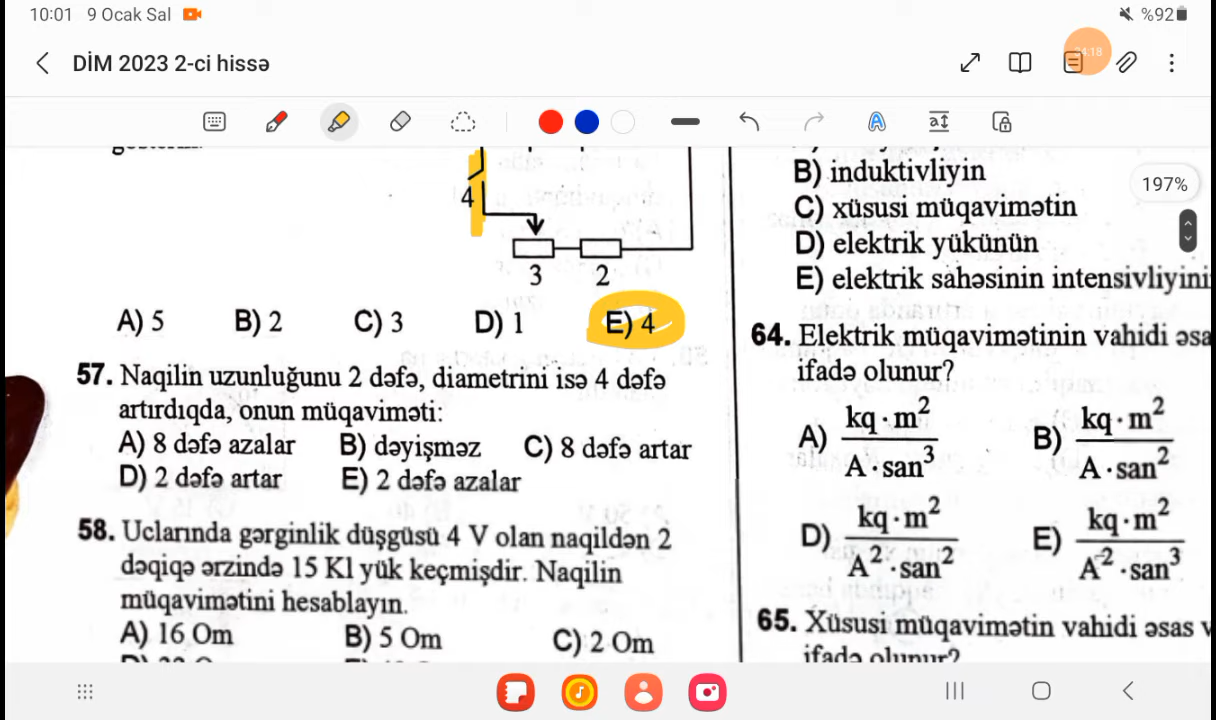 10:01 9 Ocak Sal
%92
DİM 2023 2-ci hissə
24:18
197%
4
3 2
A) 5 B) 2 C) 3 D) 1 E) 4
57. Naqilin uzunluğunu 2 dəfə, diametrini isə 4 dəfə
artırdıqda, onun müqaviməti:
A) 8 dəfə azalar B) dəyişməz C) 8 dəfə artar
D) 2 dəfə artar E) 2 dəfə azalar
58. Uclarında gərginlik düşgüsü 4 V olan naqildən 2
dəqiqə ərzində 15 Kl yük keçmişdir. Naqilin
müqavimətini hesablayın.
A) 16 Om B) 5 Om C) 2 Om
B) induktivliyin
C) xüsusi müqavimətin
D) elektrik yükünün
E) elektrik sahəsinin intensivliyini
64. Elektrik müqavimətinin vahidi əsa
ifadə olunur?
A) kq·m²/A·san³ B) kq·m²/A·san²
D) kq·m²/A²·san² E) kq·m²/A²·san³
65. Xüsusi müqavimətin vahidi əsas v
ifadə olunur?